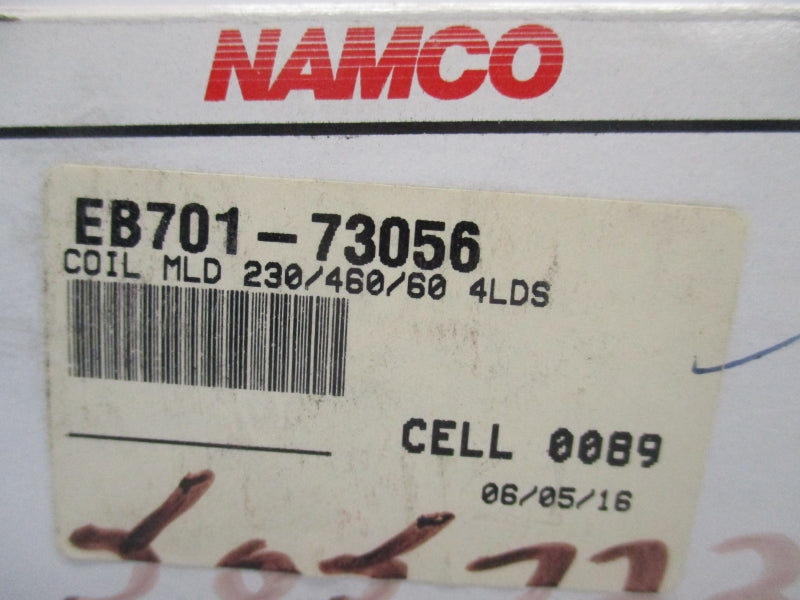 NAMCO
EB701-73056
COIL MLD 230/460/60 4LDS
CELL 0089
06/05/16